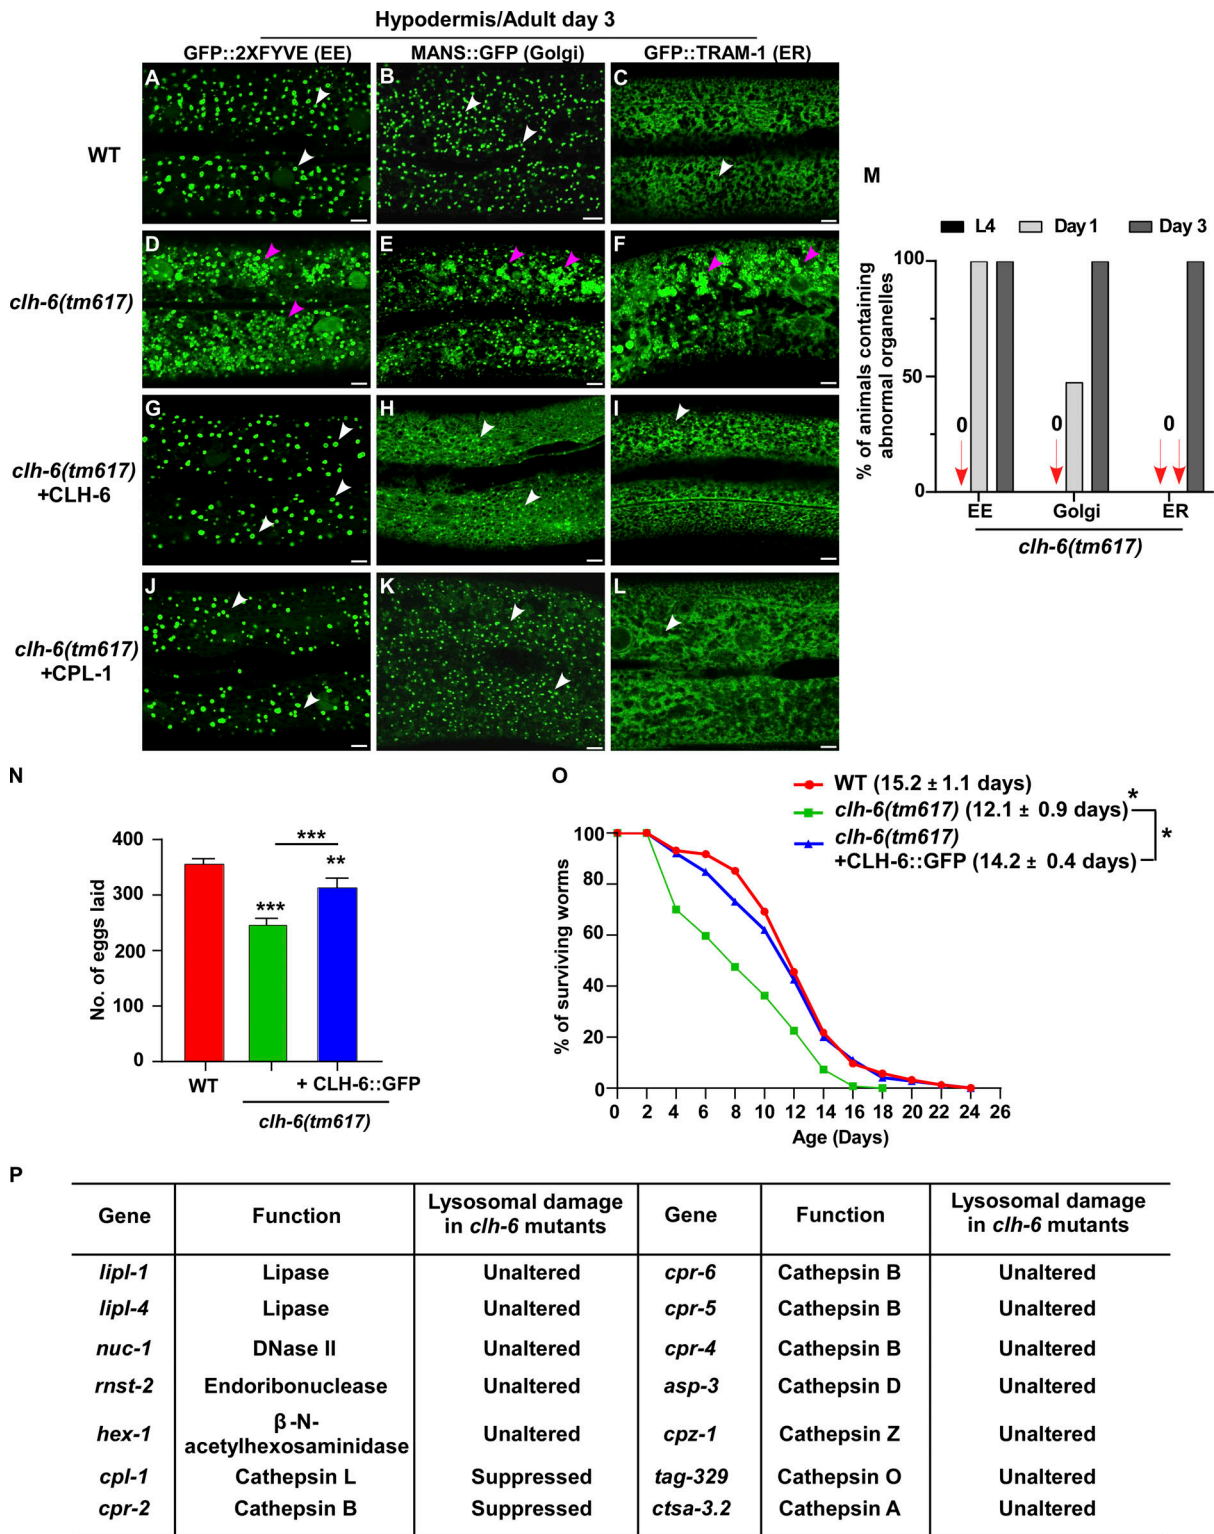 Hypodermis/Adult day 3
GFP::2XFYVE (EE)
MANS::GFP (Golgi)
GFP::TRAM-1 (ER)
WT
A
B
C
clh-6(tm617)
D
E
F
clh-6(tm617)
+CLH-6
G
H
I
clh-6(tm617)
+CPL-1
J
K
L
M
L4
Day 1
Day 3
% of animals containing
abnormal organelles
100
50
0
0
0
0
EE
Golgi
ER
clh-6(tm617)
N
No. of eggs laid
400
300
200
100
0
***
***
**
WT
+ CLH-6::GFP
clh-6(tm617)
O
WT (15.2 ± 1.1 days)
clh-6(tm617) (12.1 ± 0.9 days)
clh-6(tm617)
+CLH-6::GFP (14.2 ± 0.4 days)
*
*
% of surviving worms
100
80
60
40
20
0
0 2 4 6 8 10 12 14 16 18 20 22 24 26
Age (Days)
P
Gene Function Lysosomal damage in clh-6 mutants Gene Function Lysosomal damage in clh-6 mutants
lipl-1 Lipase Unaltered cpr-6 Cathepsin B Unaltered
lipl-4 Lipase Unaltered cpr-5 Cathepsin B Unaltered
nuc-1 DNase II Unaltered cpr-4 Cathepsin B Unaltered
rnst-2 Endoribonuclease Unaltered asp-3 Cathepsin D Unaltered
hex-1 β-N-acetylhexosaminidase Unaltered cpz-1 Cathepsin Z Unaltered
cpl-1 Cathepsin L Suppressed tag-329 Cathepsin O Unaltered
cpr-2 Cathepsin B Suppressed ctsa-3.2 Cathepsin A Unaltered